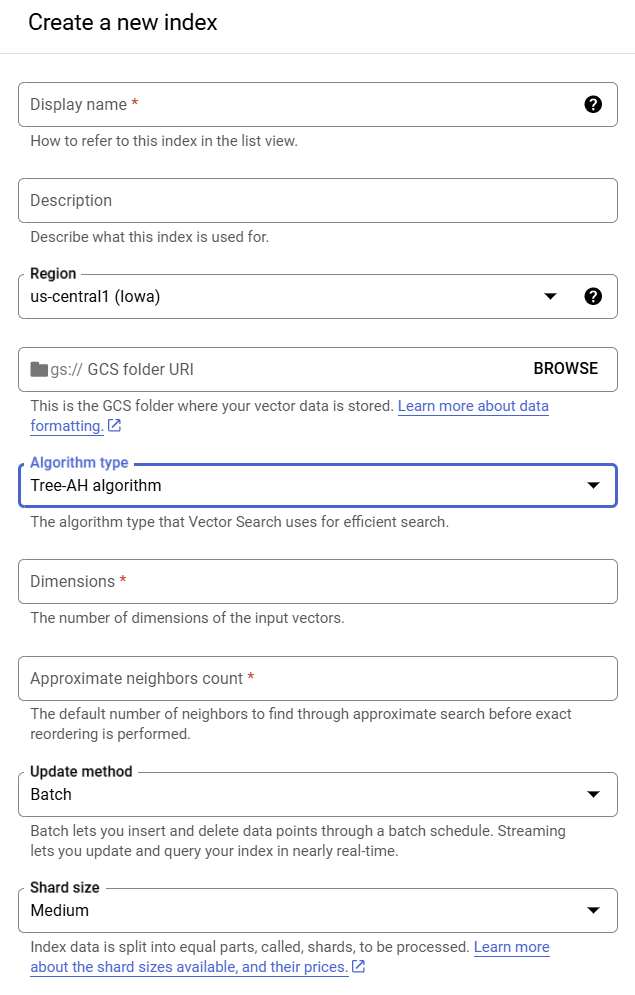 Create a new index
Display name *
How to refer to this index in the list view.
Description
Describe what this index is used for.
Region
us-central1 (Iowa)
gs:// GCS folder URI BROWSE
This is the GCS folder where your vector data is stored. Learn more about data
formatting.
Algorithm type
Tree-AH algorithm
The algorithm type that Vector Search uses for efficient search.
Dimensions *
The number of dimensions of the input vectors.
Approximate neighbors count *
The default number of neighbors to find through approximate search before exact
reordering is performed.
Update method
Batch
Batch lets you insert and delete data points through a batch schedule. Streaming
lets you update and query your index in nearly real-time.
Shard size
Medium
Index data is split into equal parts, called, shards, to be processed. Learn more
about the shard sizes available, and their prices.